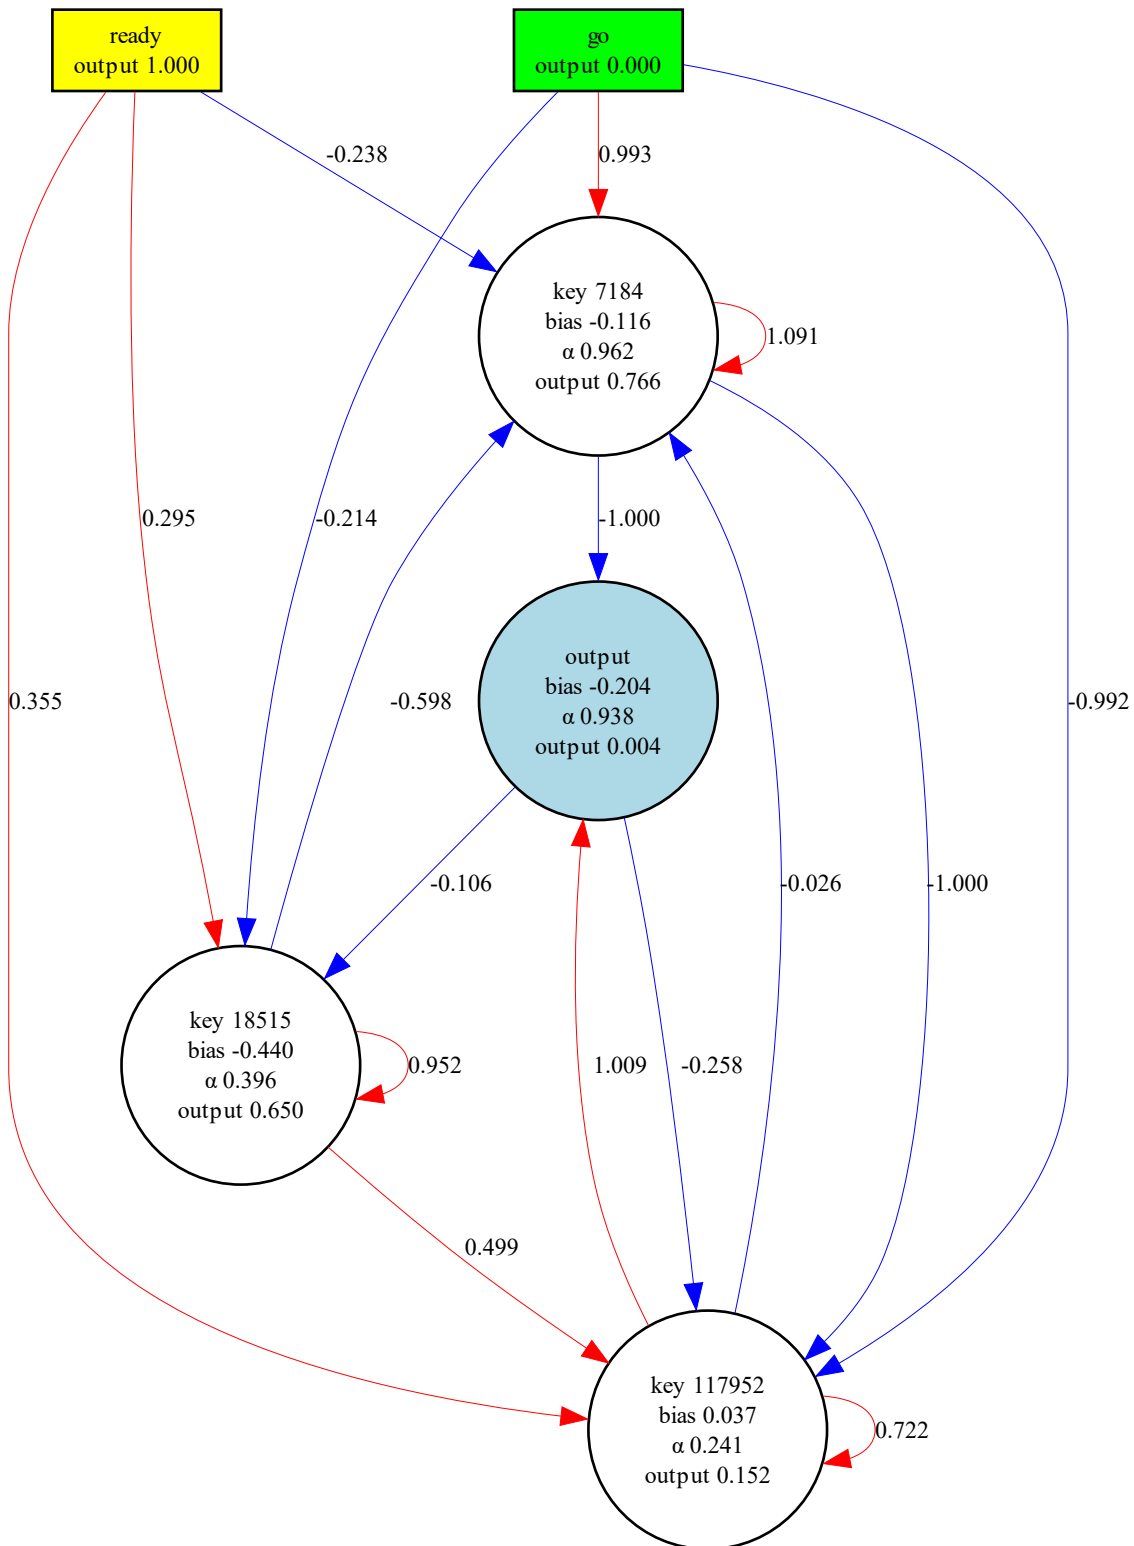 ready
output 1.000
go
output 0.000
-0.238
0.993
key 7184
bias -0.116
α 0.962
output 0.766
1.091
0.295
-0.214
-1.000
output
bias -0.204
α 0.938
output 0.004
0.355
-0.598
-0.992
-0.106
-0.026
-1.000
key 18515
bias -0.440
α 0.396
output 0.650
0.952
1.009
-0.258
0.499
key 117952
bias 0.037
α 0.241
output 0.152
0.722